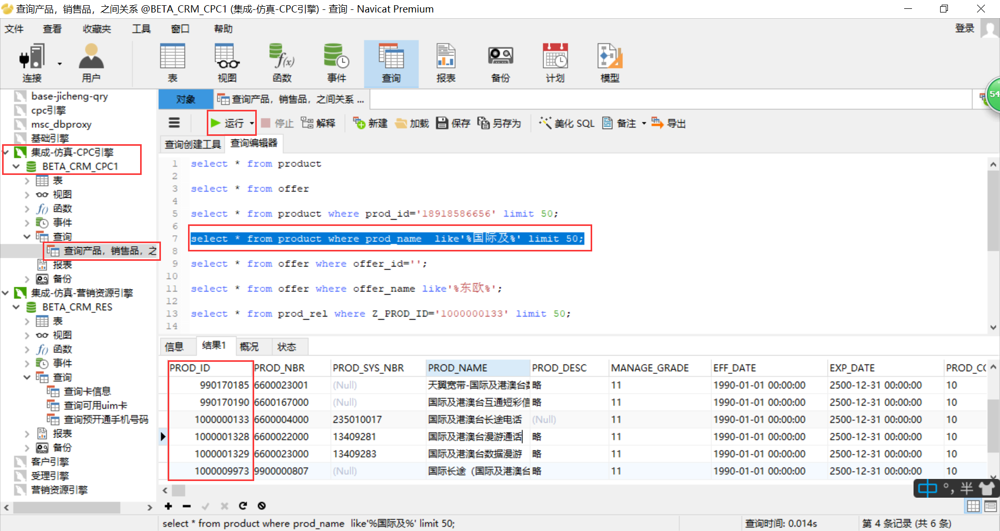 查询产品，销售品，之间关系 @BETA_CRM_CPC1 (集成-仿真-CPC引擎) - 查询 - Navicat Premium
文件 查看 收藏夹 工具 窗口 帮助 登录
连接 用户 表 视图 函数 事件 查询 报表 备份 计划 模型
54
base-jicheng-qry
cpc引擎
msc_dbproxy
基础引擎
集成-仿真-CPC引擎
BETA_CRM_CPC1
表
视图
函数
事件
查询
查询产品，销售品，之
报表
备份
集成-仿真-营销资源引擎
BETA_CRM_RES
表
视图
函数
事件
查询
查询卡信息
查询可用uim卡
查询预开通手机号码
报表
备份
客户引擎
受理引擎
营销资源引擎
对象 查询产品，销售品，之间关系 ...
运行 停止 解释 新建 加载 保存 另存为 美化 SQL 备注 导出
查询创建工具 查询编辑器
1 select * from product
2
3 select * from offer
4
5 select * from product where prod_id='18918586656' limit 50;
6
7 select * from product where prod_name  like'%国际及%' limit 50;
8
9 select * from offer where offer_id='';
10
11 select * from offer where offer_name like'%东欧%';
12
13 select * from prod_rel where Z_PROD_ID='1000000133' limit 50;
14
信息 结果1 概况 状态
PROD_ID PROD_NBR PROD_SYS_NBR PROD_NAME PROD_DESC MANAGE_GRADE EFF_DATE EXP_DATE PROD_CO
990170185 6600023001 (Null) 天翼宽带-国际及港澳台数 略 11 1990-01-01 00:00:00 2500-12-31 00:00:00 10
990170190 6600167000 (Null) 国际及港澳台互通短彩信 略 11 1990-01-01 00:00:00 2500-12-31 00:00:00 10
1000000133 6600004000 235010017 国际及港澳台长途电话 (Null) 11 1990-01-01 00:00:00 2500-12-31 00:00:00 10
1000001328 6600022000 13409281 国际及港澳台漫游通话 略 11 1990-01-01 00:00:00 2500-12-31 00:00:00 10
1000001329 6600023000 13409283 国际及港澳台数据漫游 略 11 1990-01-01 00:00:00 2500-12-31 00:00:00 10
1000009973 9900000807 (Null) 国际长途（国际及港澳台 略 11 1990-01-01 00:00:00 2500-12-31 00:00:00 10
中 °, 半
select * from product where prod_name  like'%国际及%' limit 50; 查询时间: 0.014s 第 4 条记录 (共 6 条)